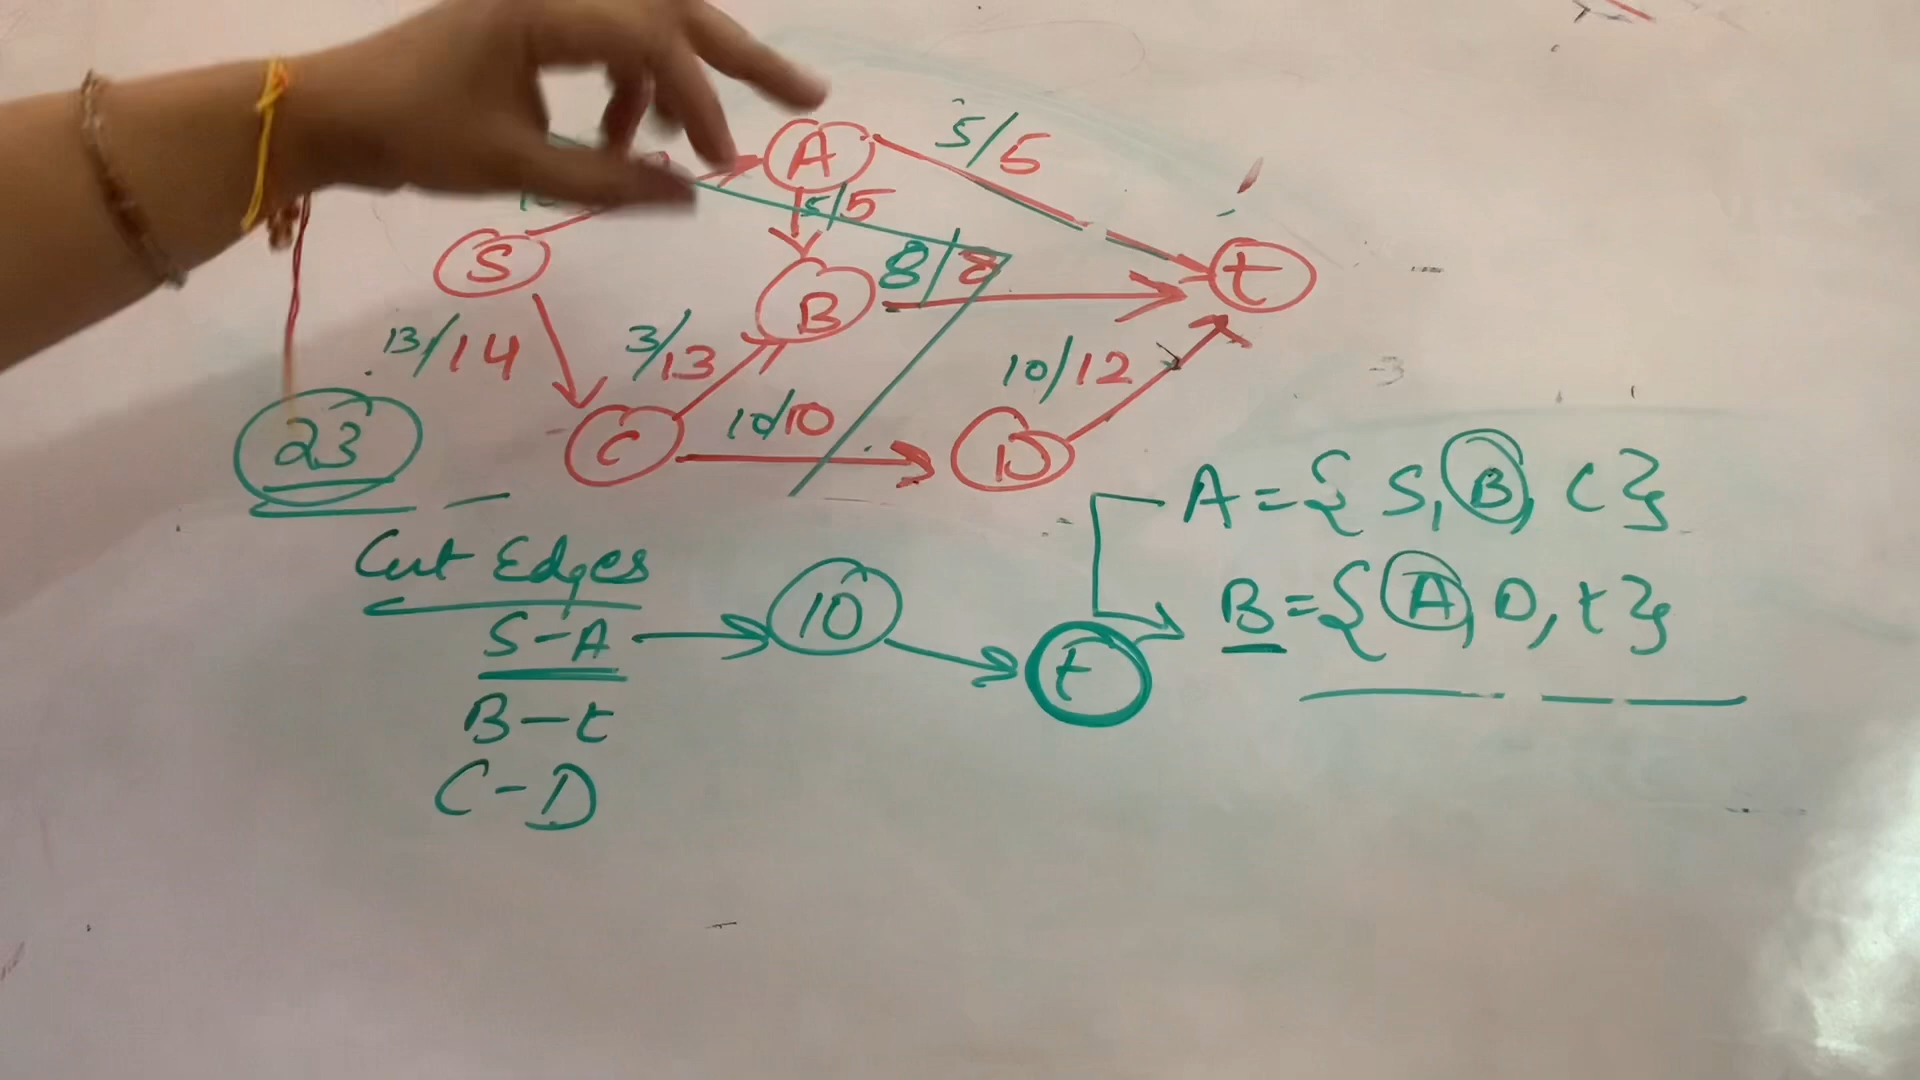 5/5
A
5/5
S
8/8
t
B
13/14
3/13
10/12
10/10
23
C
D
A = { S, B, C }
Cut Edges
B = { A, D, t }
S - A → 10 → t
B - t
C - D